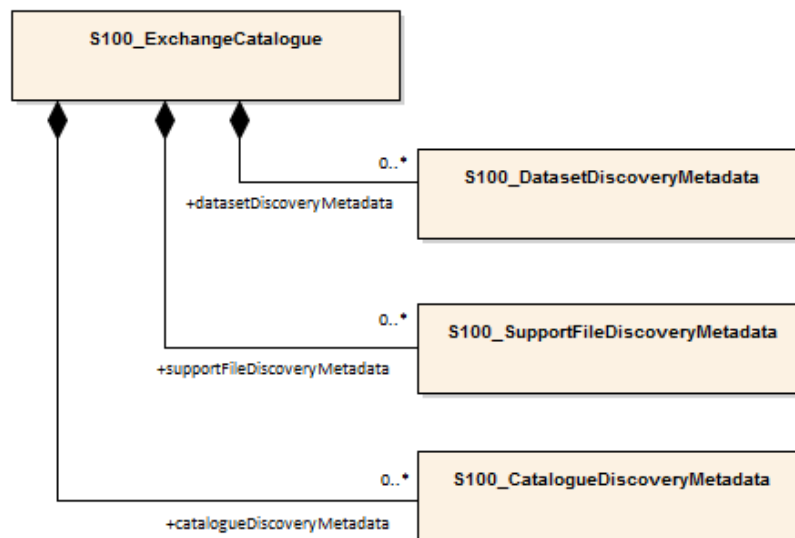 S100_ExchangeCatalogue
0..*
S100_DatasetDiscoveryMetadata
+datasetDiscoveryMetadata
0..*
S100_SupportFileDiscoveryMetadata
+supportFileDiscoveryMetadata
0..*
S100_CatalogueDiscoveryMetadata
+catalogueDiscoveryMetadata